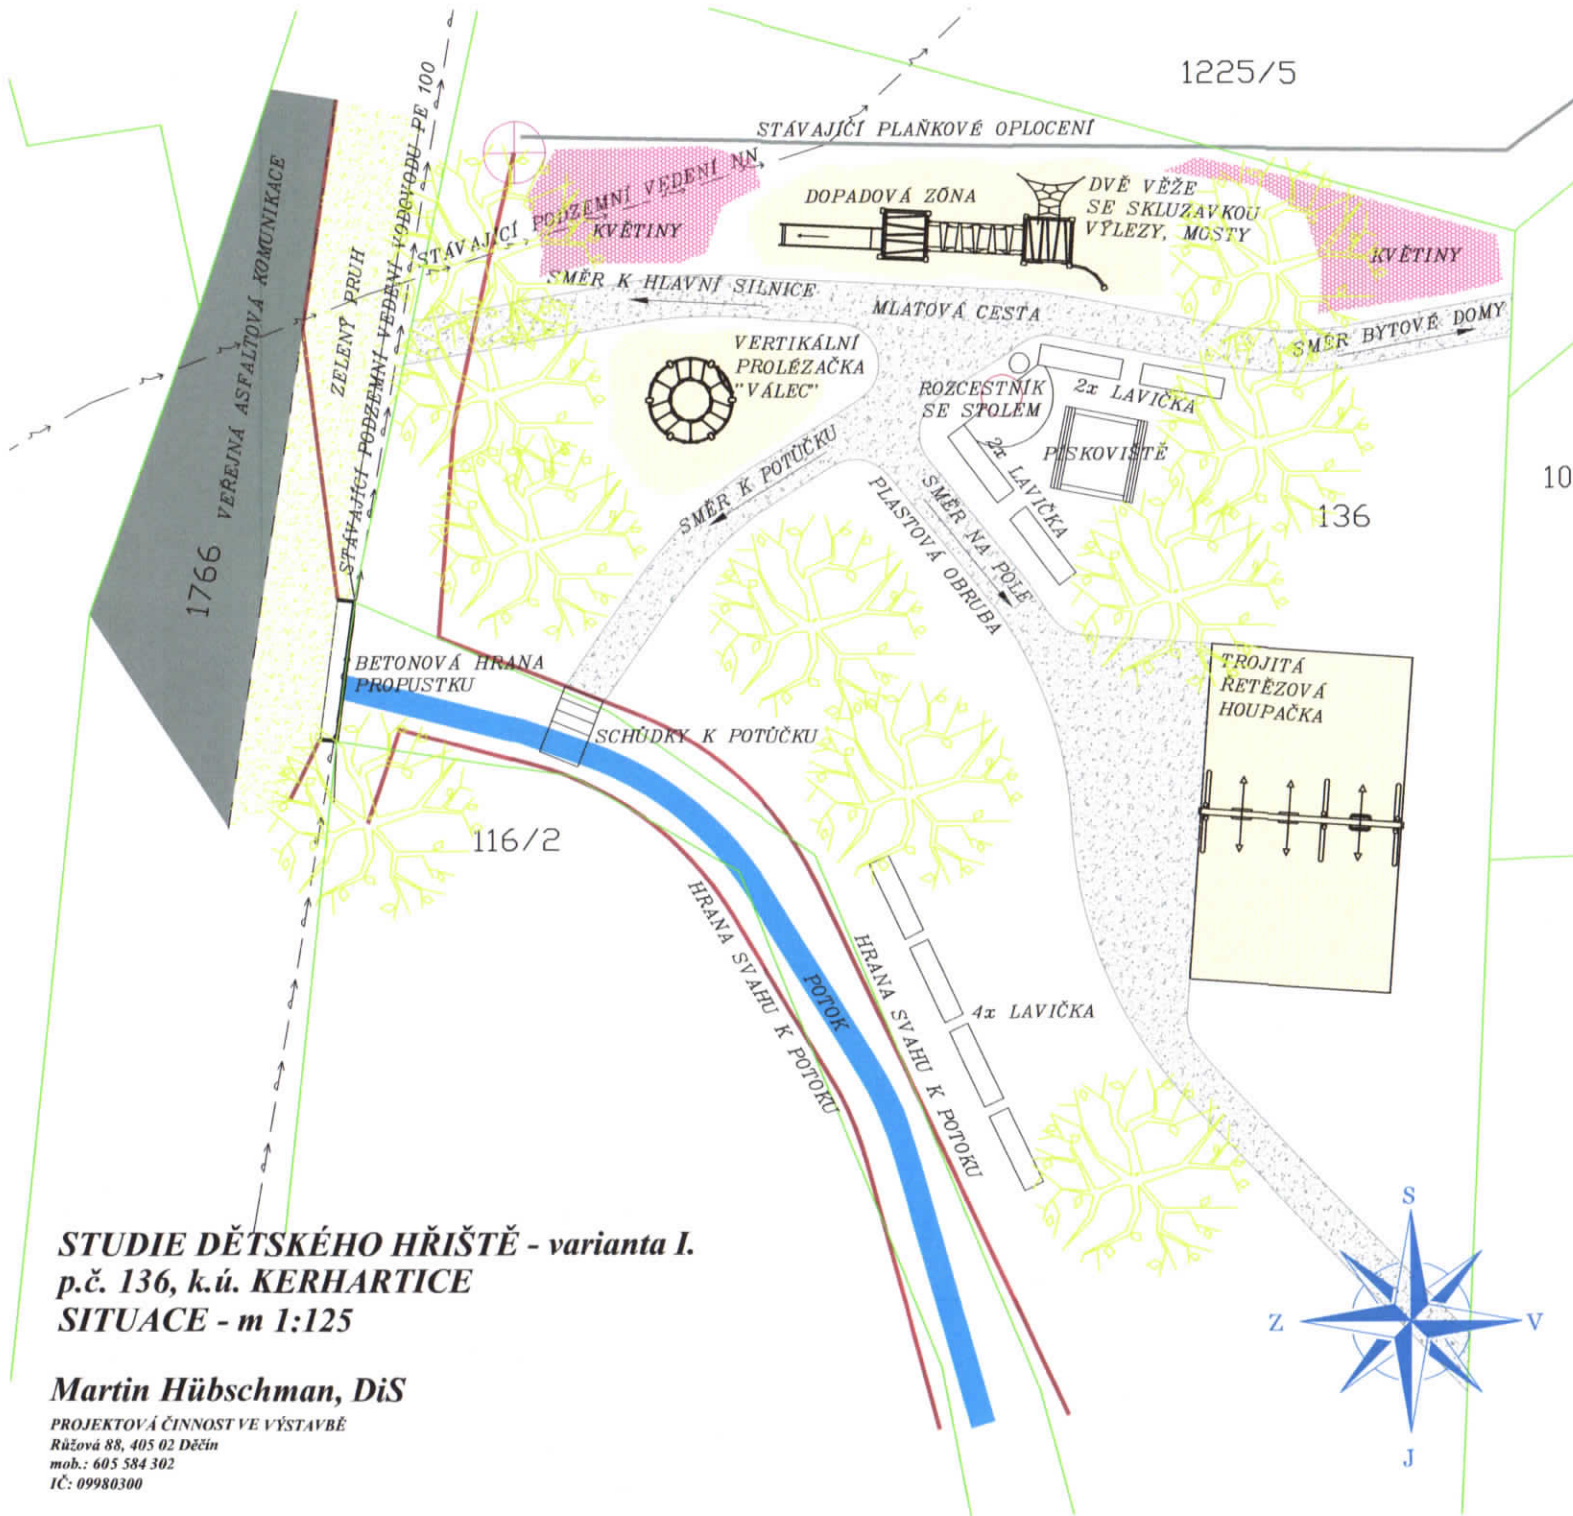 1225/5
STÁVAJÍCÍ PLAŇKOVÉ OPLOCENÍ
STÁVAJÍCÍ PODZEMNÍ VEDENÍ VODOVODU PE 100
STÁVAJÍCÍ PODZEMNÍ VEDENÍ NN
VEŘEJNÁ ASFALTOVÁ KOMUNIKACE
1766
ZELENÝ PRUH
KVĚTINY
DOPADOVÁ ZÓNA
DVĚ VĚŽE
SE SKLUZAVKOU
VÝLEZY, MOSTY
KVĚTINY
SMĚR K HLAVNÍ SILNICE
MLATOVÁ CESTA
SMĚR BYTOVÉ DOMY
VERTIKÁLNÍ
PROLÉZAČKA
"VÁLEC"
ROZCESTNÍK
SE STOLEM
2x LAVIČKA
PÍSKOVIŠTĚ
2x LAVIČKA
SMĚR K POTŮČKU
SMĚR NA POLE
PLASTOVÁ OBRUBA
136
10
BETONOVÁ HRANA
PROPUSTKU
SCHŮDKY K POTŮČKU
TROJITÁ
ŘETĚZOVÁ
HOUPAČKA
116/2
HRANA SVAHU K POTOKU
POTOK
HRANA SVAHU K POTOKU
4x LAVIČKA
S
Z
V
J
STUDIE DĚTSKÉHO HŘIŠTĚ - varianta I.
p.č. 136, k.ú. KERHARTICE
SITUACE - m 1:125
Martin Hübschman, DiS
PROJEKTOVÁ ČINNOST VE VÝSTAVBĚ
Růžová 88, 405 02 Děčín
mob.: 605 584 302
IČ: 09980300